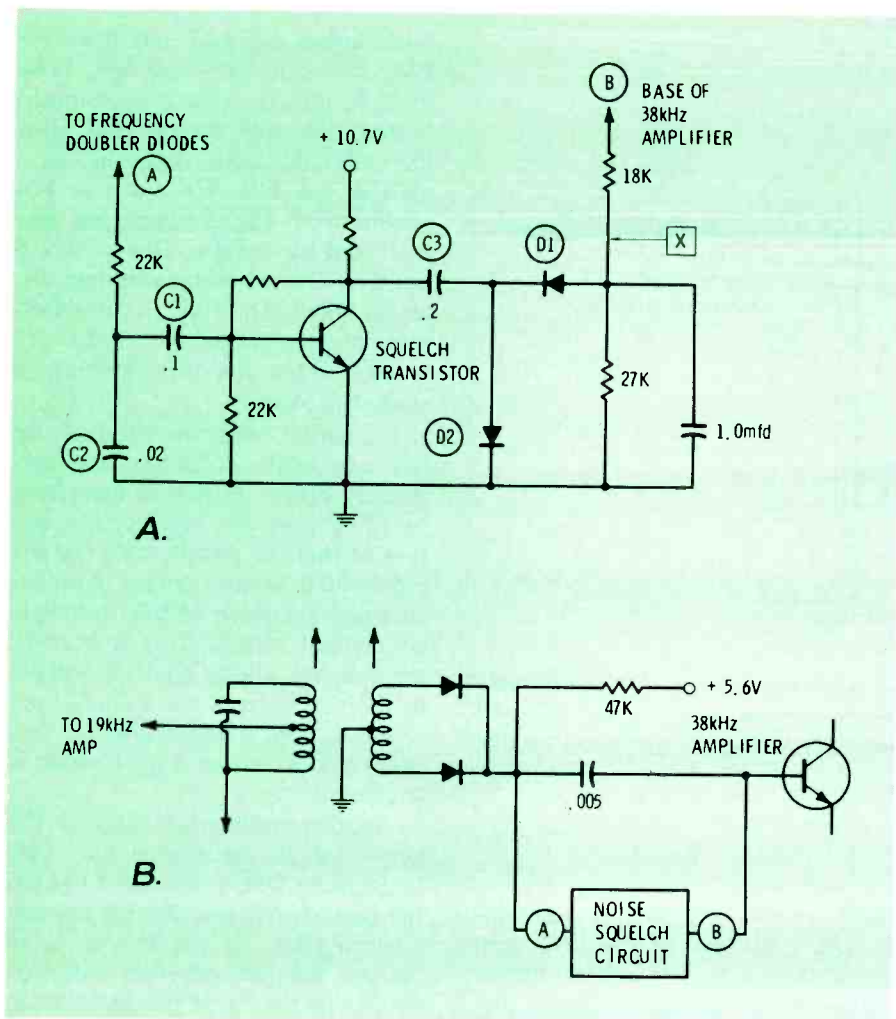 TO FREQUENCY
DOUBLER DIODES
A
+ 10.7V
B
BASE OF
38kHz
AMPLIFIER
18K
X
22K
C1
.1
C3
.2
D1
SQUELCH
TRANSISTOR
22K
C2
.02
D2
27K
1.0mfd
A.
TO 19kHz
AMP
47K
+ 5.6V
38kHz
AMPLIFIER
.005
B.
A
NOISE
SQUELCH
CIRCUIT
B